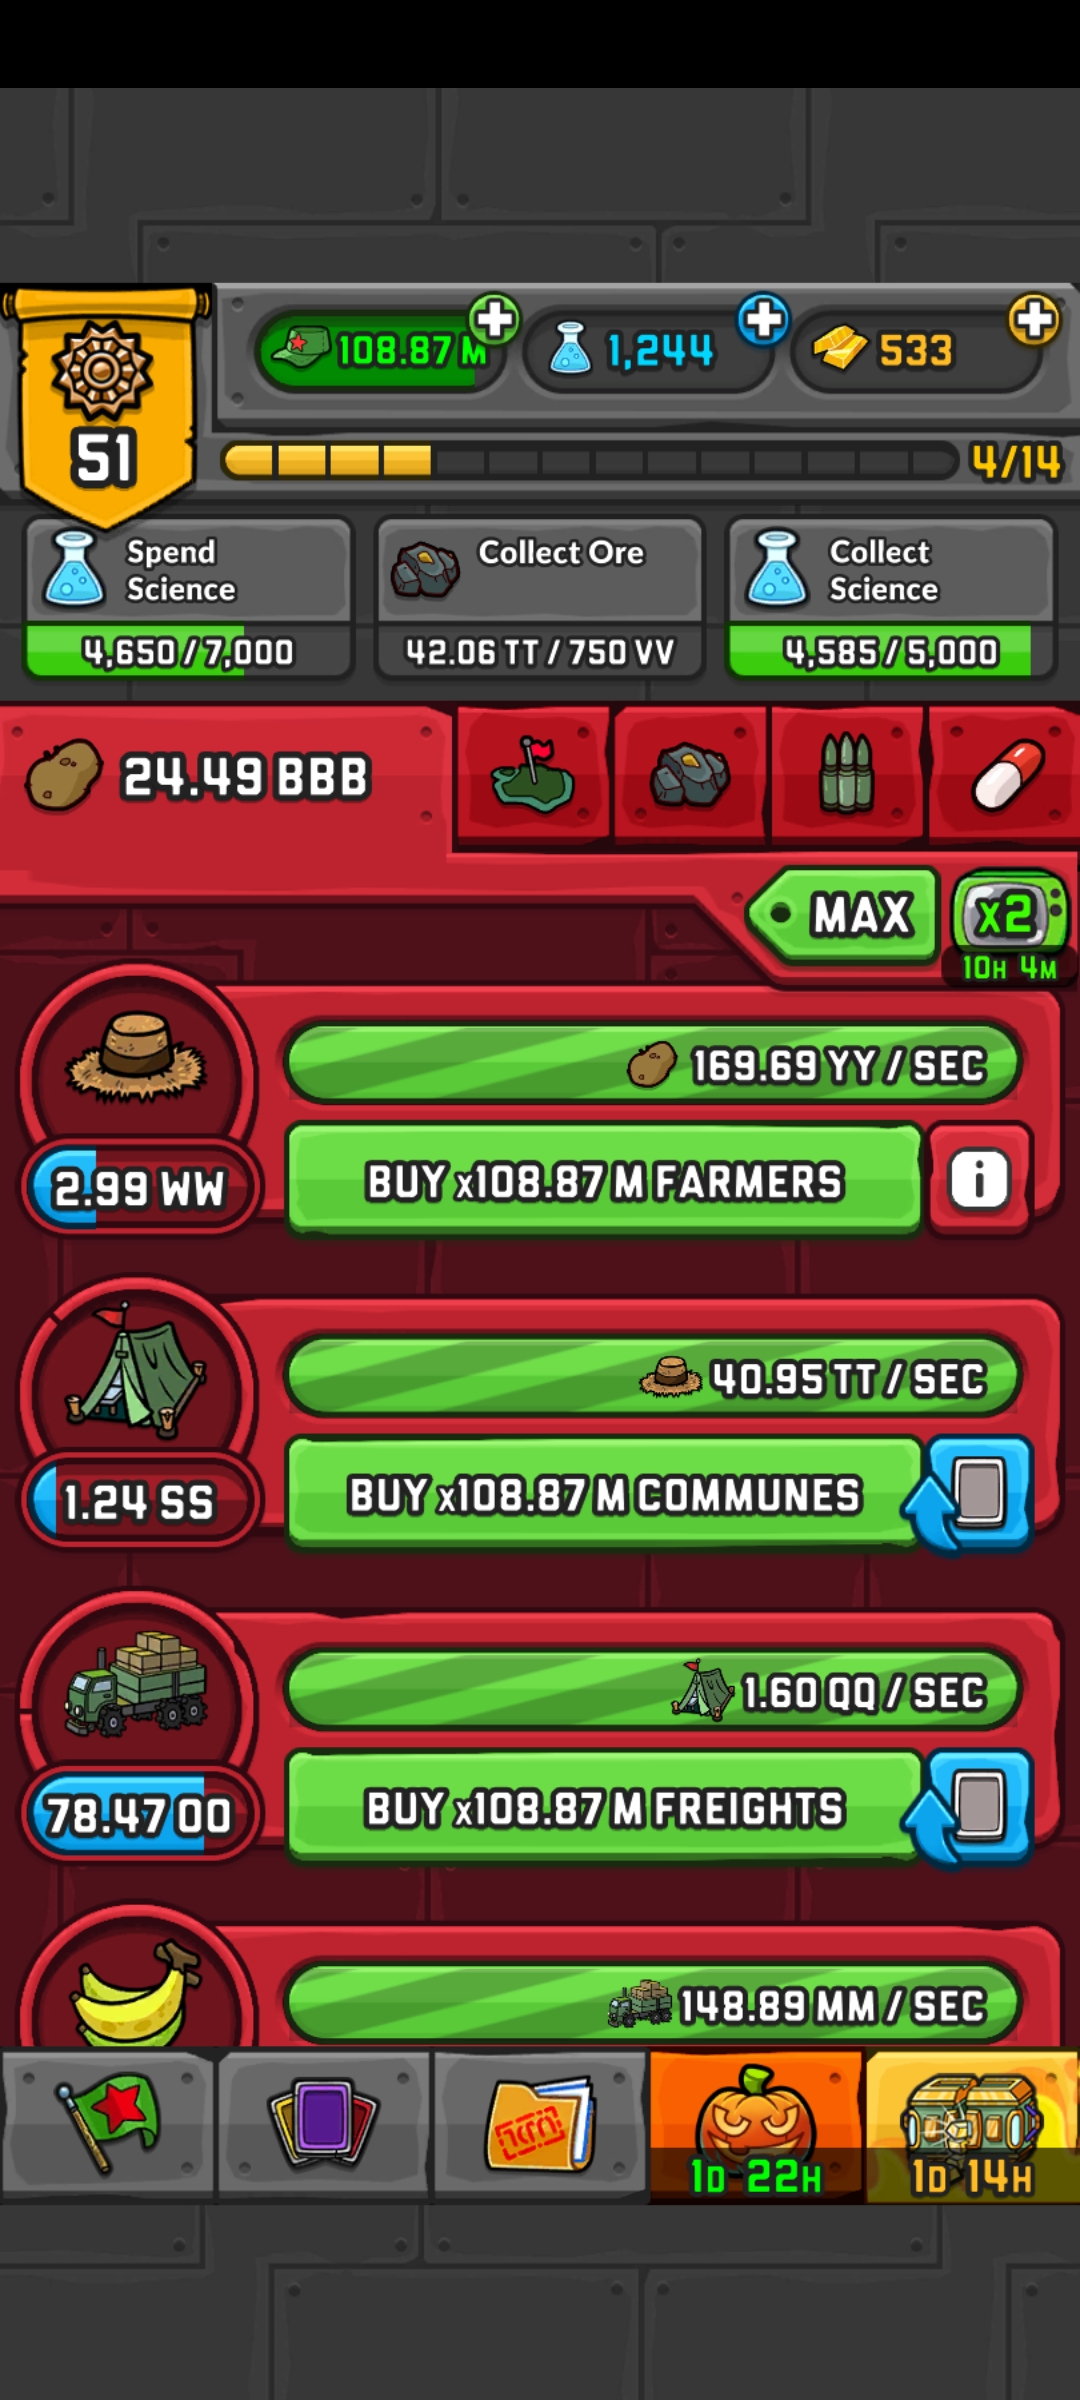 51
108.87 M
1,244
533
4/14
Spend
Science
4,650/7,000
Collect Ore
42.06 TT/750 VV
Collect
Science
4,585/5,000
24.49 BBB
MAX
x2
10H 4M
169.69 YY/SEC
2.99 WW
BUY x108.87 M FARMERS
i
40.95 TT/SEC
1.24 SS
BUY x108.87 M COMMUNES
1.60 QQ/SEC
78.47 OO
BUY x108.87 M FREIGHTS
148.89 MM/SEC
1D 22H
1D 14H